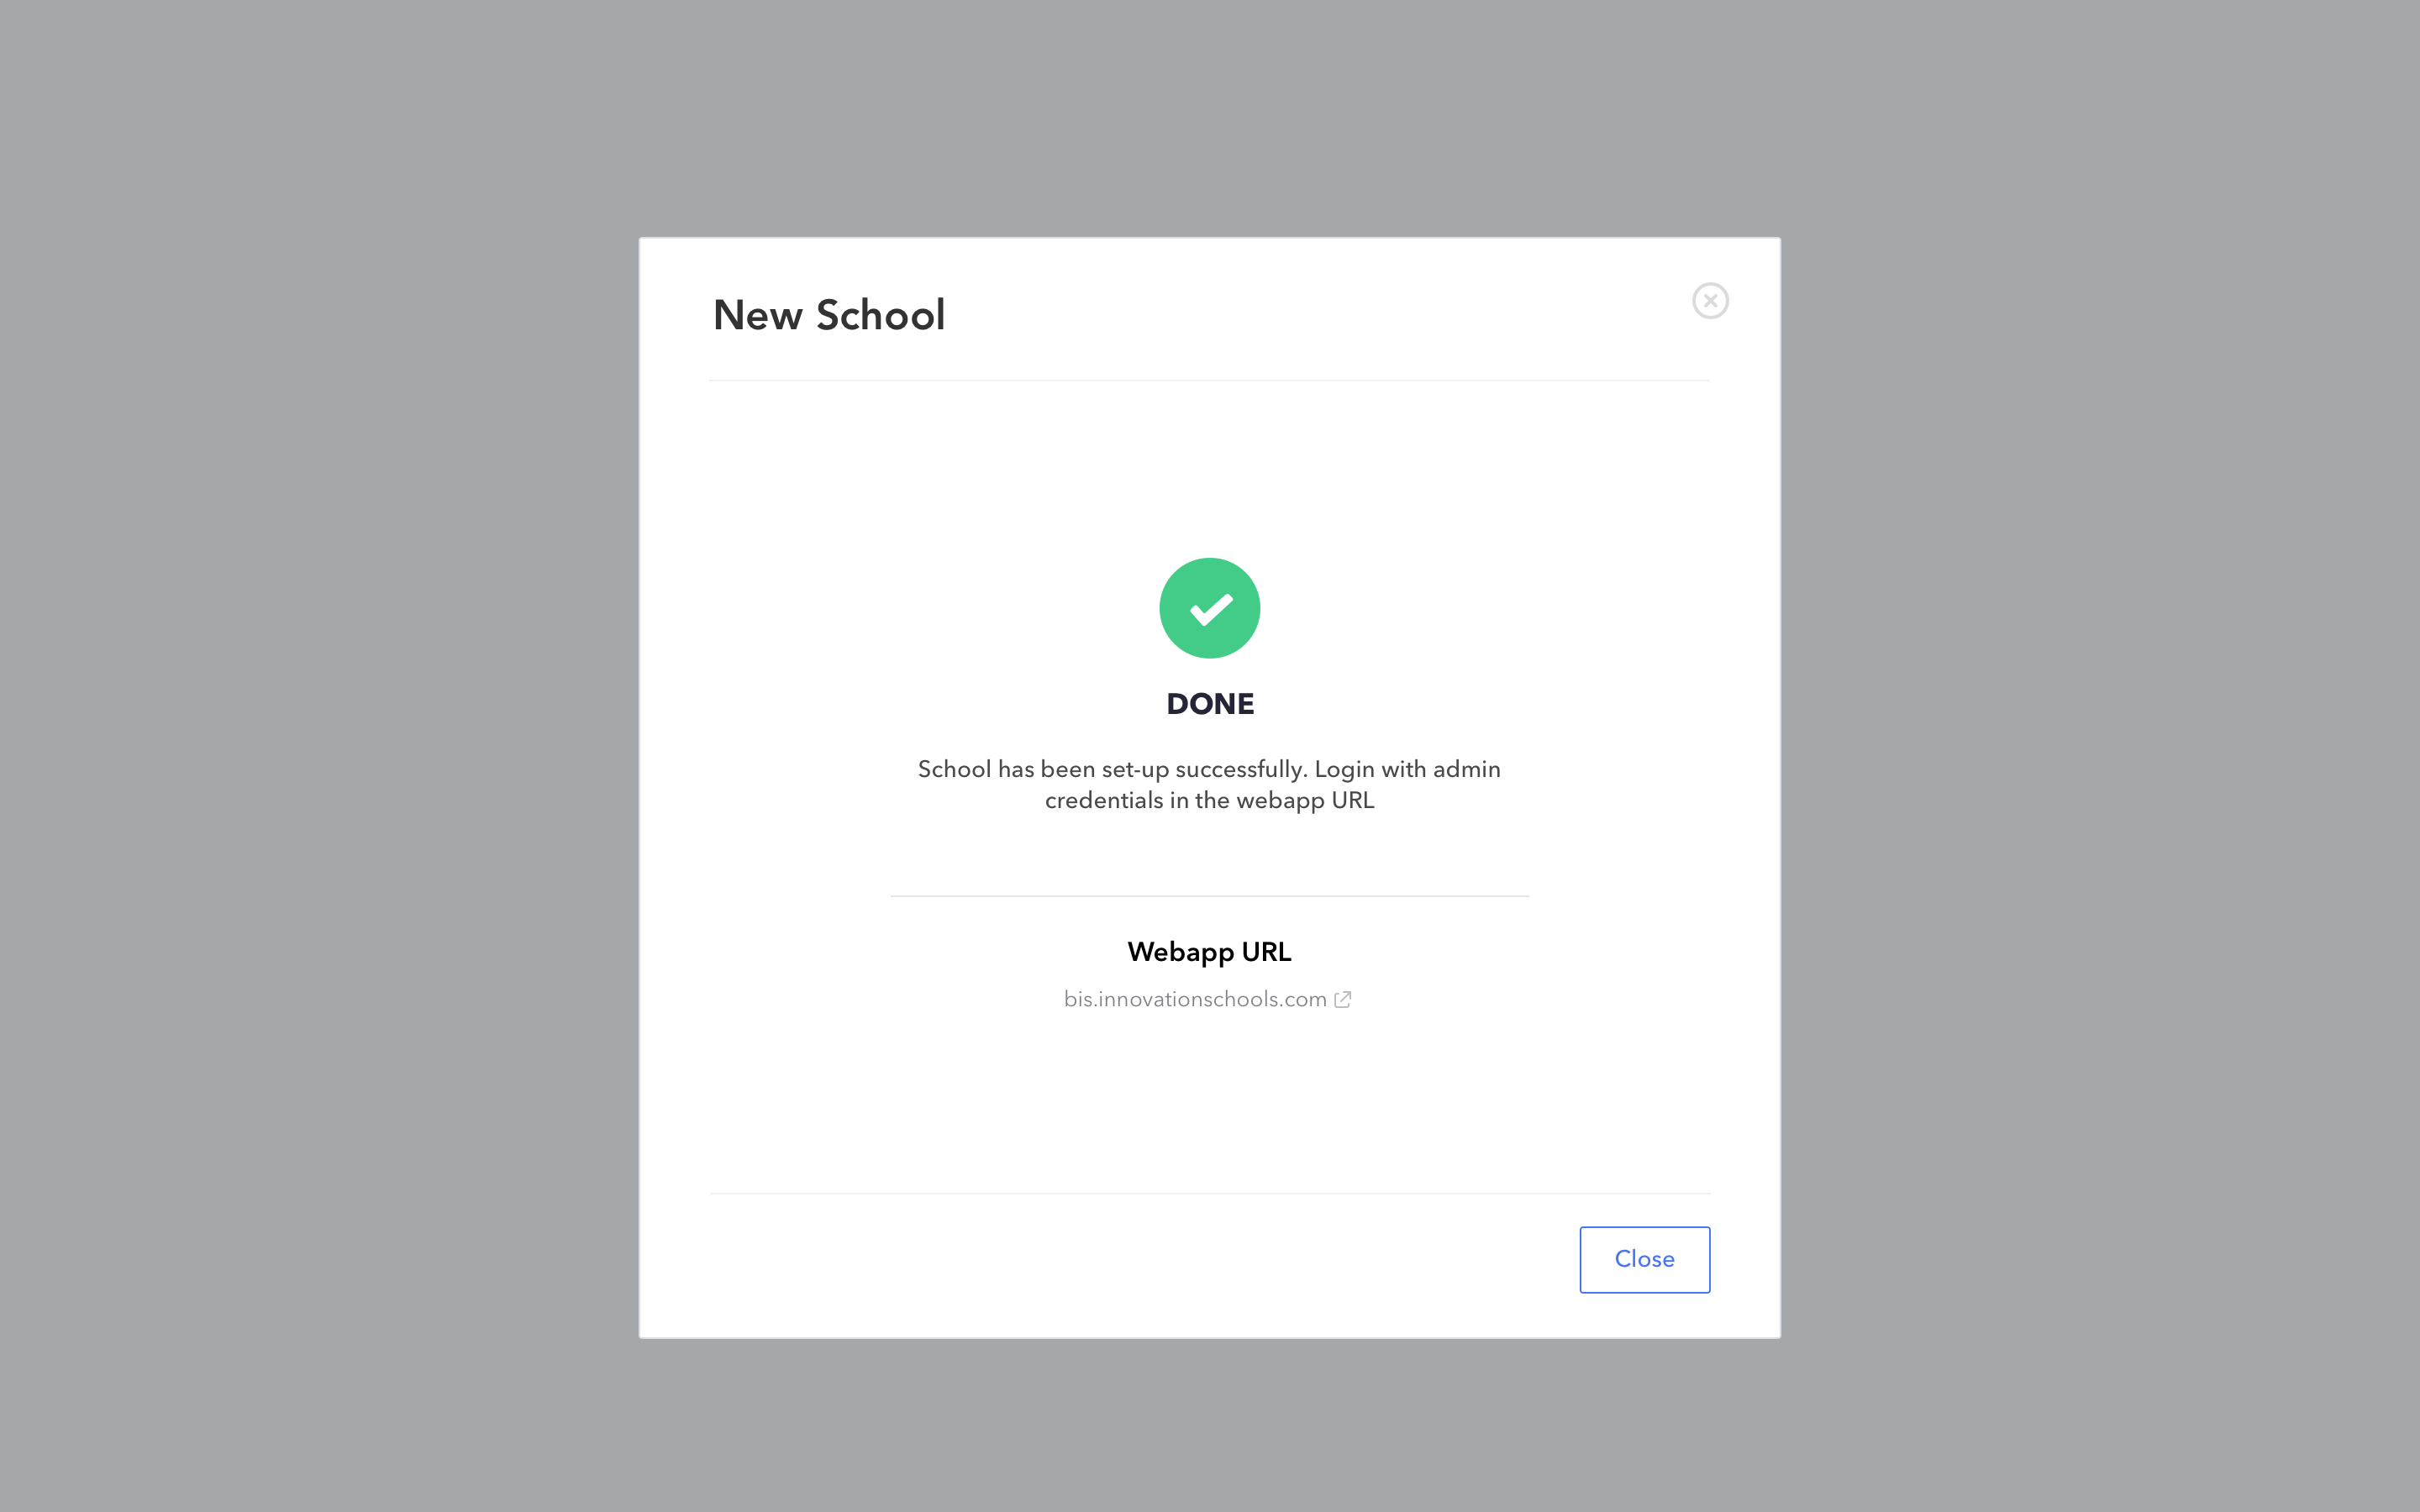 New School
DONE
School has been set-up successfully. Login with admin
credentials in the webapp URL
Webapp URL
bis.innovationschools.com
Close